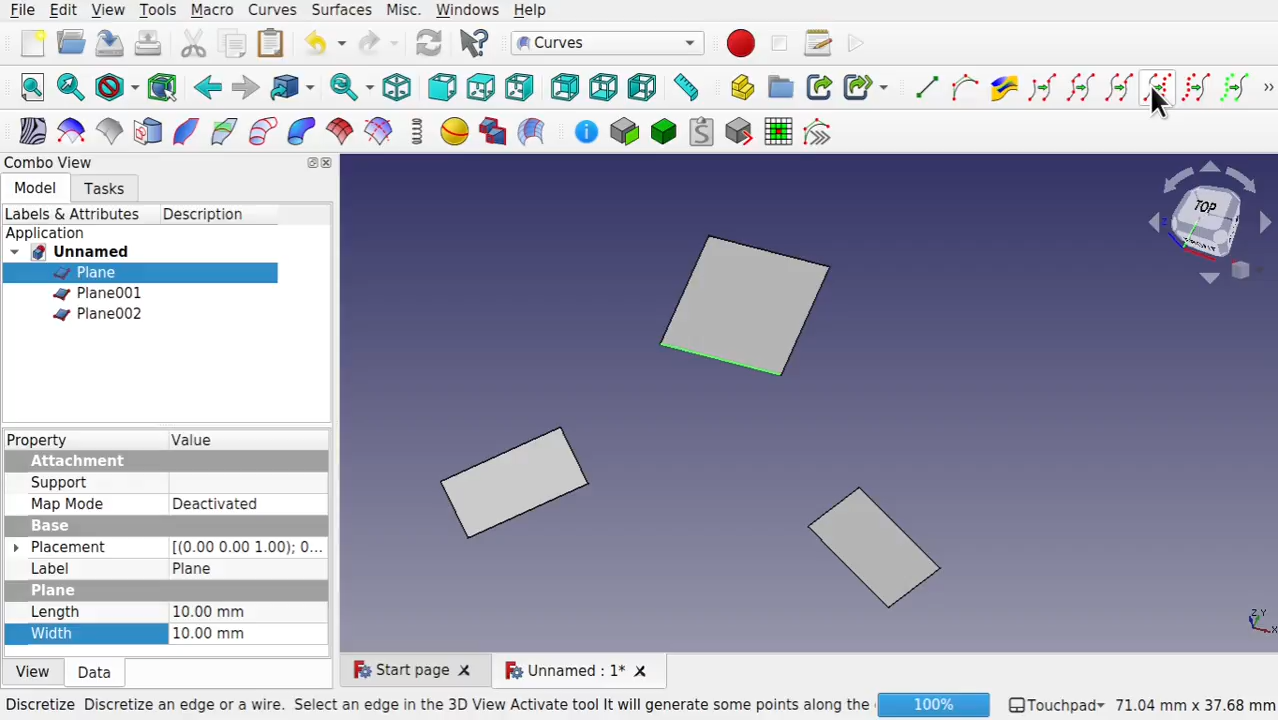 File Edit View Tools Macro Curves Surfaces Misc. Windows Help
Curves
Combo View
Model Tasks
Labels & Attributes Description
Application
Unnamed
Plane
Plane001
Plane002
TOP
Property Value
Attachment
Support
Map Mode Deactivated
Base
Placement [(0.00 0.00 1.00); 0...
Label Plane
Plane
Length 10.00 mm
Width 10.00 mm
Z Y
X
View Data
Start page Unnamed : 1*
Discretize Discretize an edge or a wire. Select an edge in the 3D View Activate tool It will generate some points along the 100% Touchpad 71.04 mm x 37.68 mm